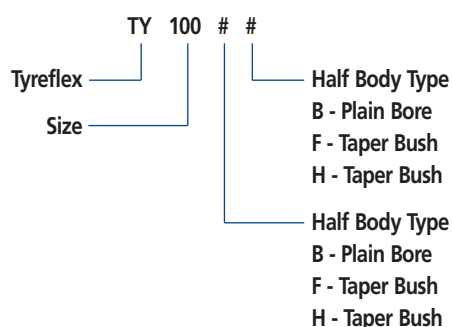 TY 100 # #
Tyreflex
Size
Half Body Type
B - Plain Bore
F - Taper Bush
H - Taper Bush
Half Body Type
B - Plain Bore
F - Taper Bush
H - Taper Bush